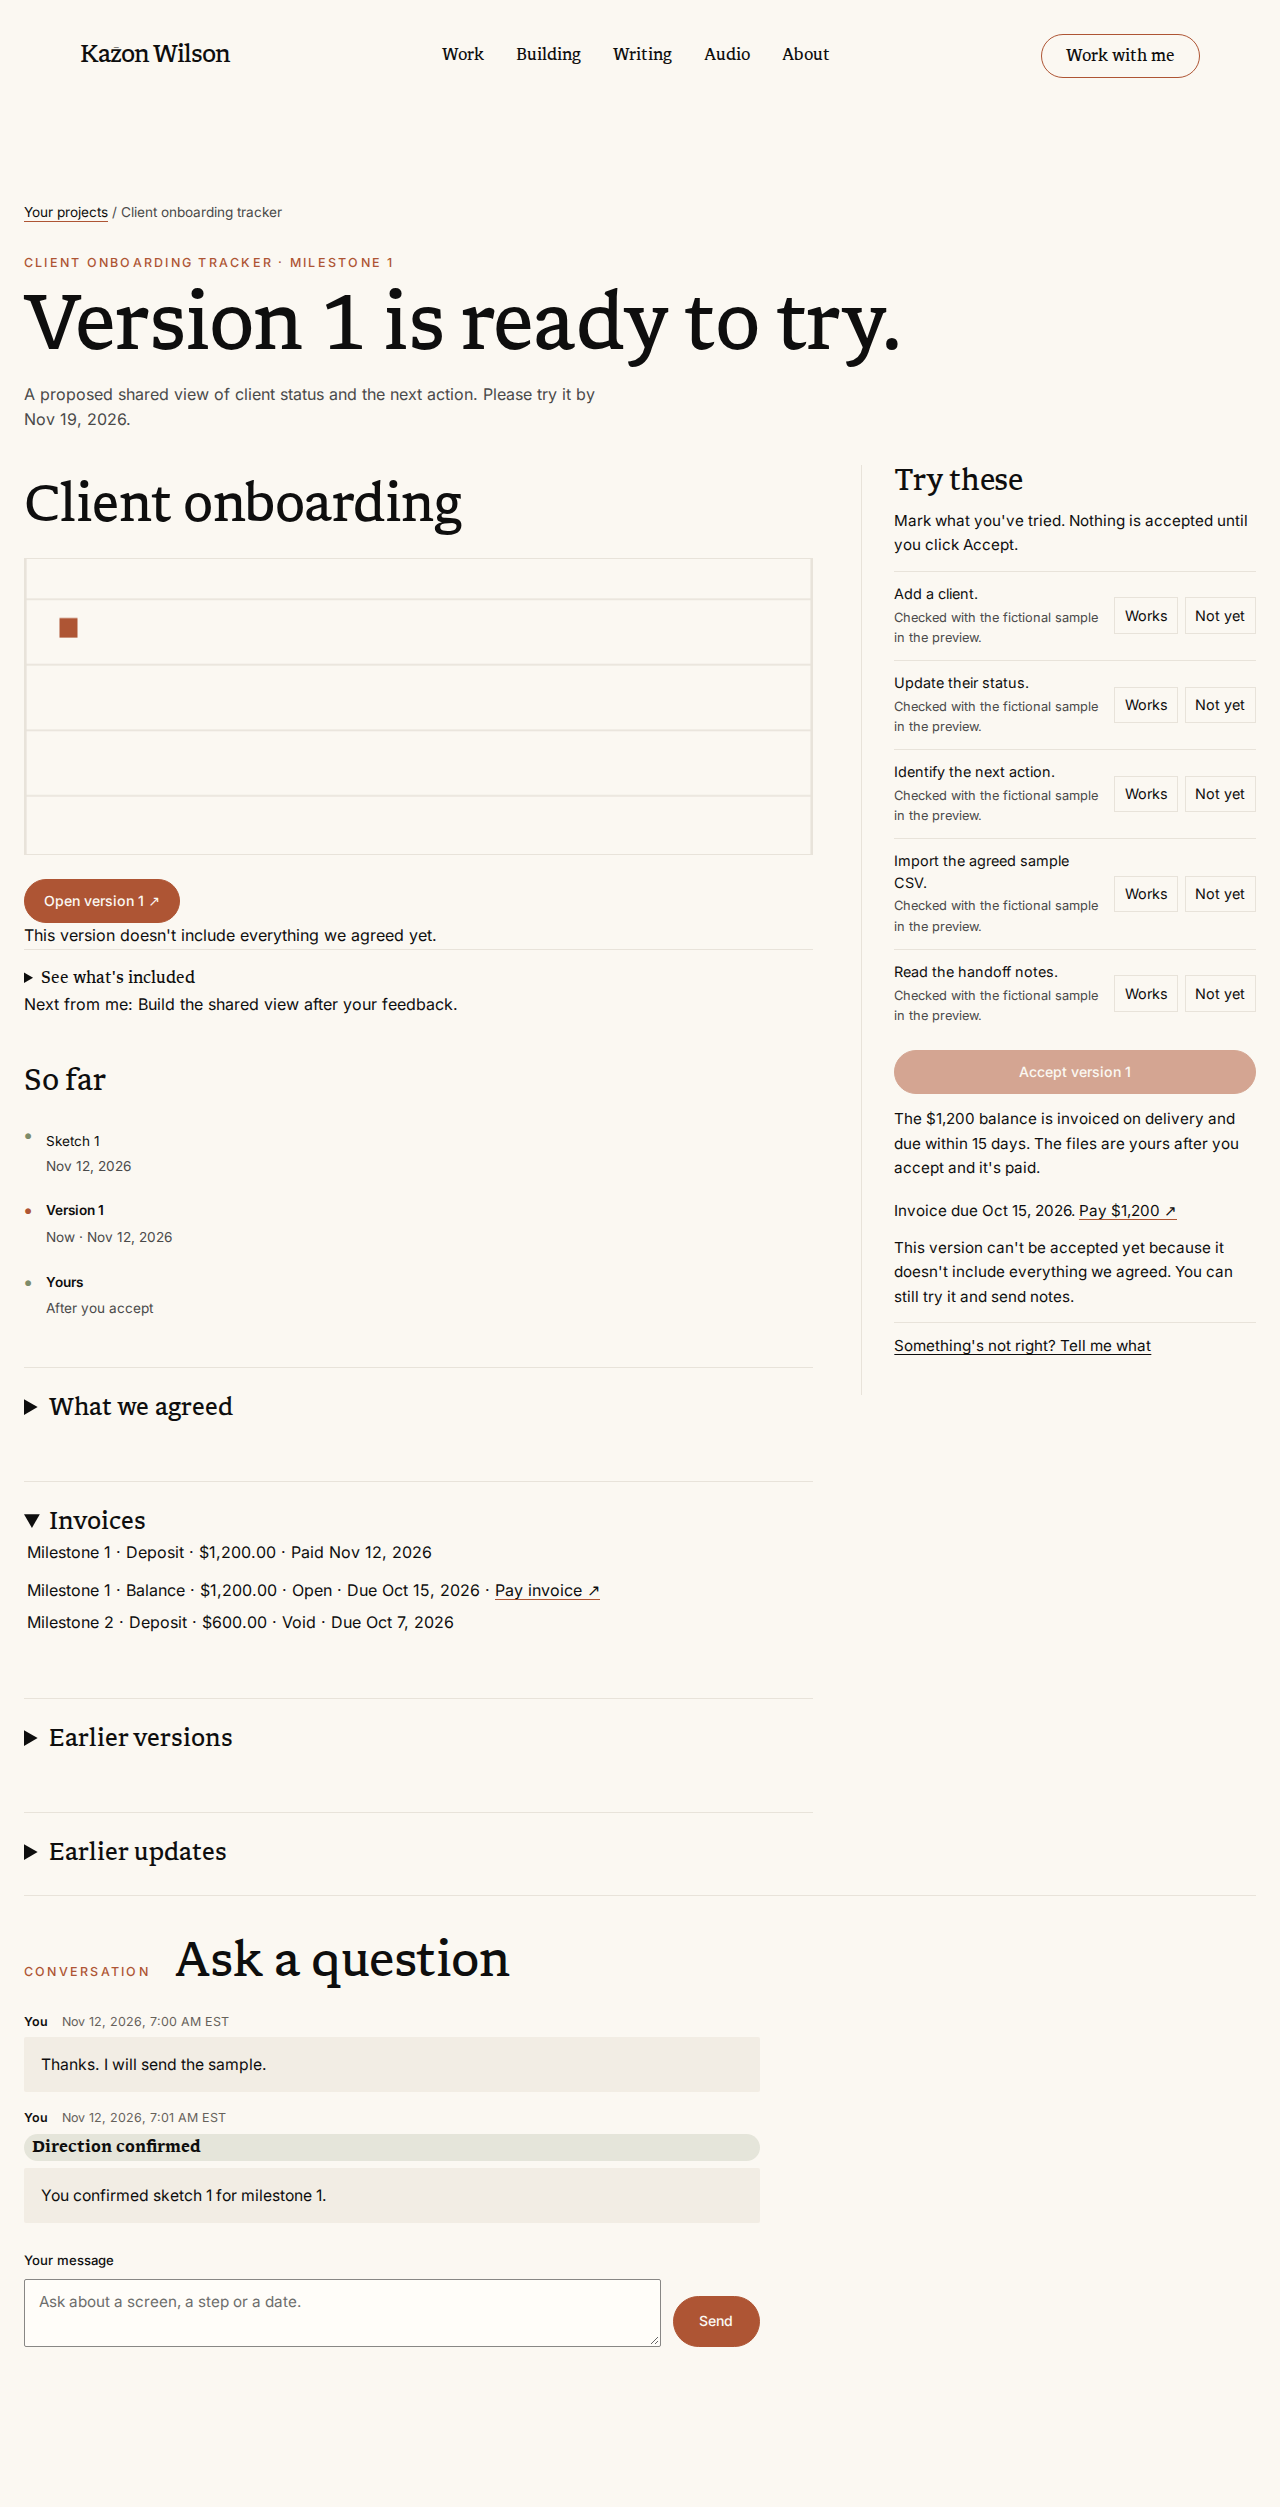 Kažon Wilson
Work Building Writing Audio About
Work with me
Your projects / Client onboarding tracker
CLIENT ONBOARDING TRACKER · MILESTONE 1
Version 1 is ready to try.
A proposed shared view of client status and the next action. Please try it by
Nov 19, 2026.
Client onboarding
Open version 1 ↗
This version doesn't include everything we agreed yet.
▶ See what's included
Next from me: Build the shared view after your feedback.
So far
Sketch 1
Nov 12, 2026
Version 1
Now · Nov 12, 2026
Yours
After you accept
▶ What we agreed
▼ Invoices
Milestone 1 · Deposit · $1,200.00 · Paid Nov 12, 2026
Milestone 1 · Balance · $1,200.00 · Open · Due Oct 15, 2026 · Pay invoice ↗
Milestone 2 · Deposit · $600.00 · Void · Due Oct 7, 2026
▶ Earlier versions
▶ Earlier updates
Try these
Mark what you've tried. Nothing is accepted until
you click Accept.
Add a client.
Checked with the fictional sample
in the preview.
Works Not yet
Update their status.
Checked with the fictional sample
in the preview.
Works Not yet
Identify the next action.
Checked with the fictional sample
in the preview.
Works Not yet
Import the agreed sample
CSV.
Checked with the fictional sample
in the preview.
Works Not yet
Read the handoff notes.
Checked with the fictional sample
in the preview.
Works Not yet
Accept version 1
The $1,200 balance is invoiced on delivery and
due within 15 days. The files are yours after you
accept and it's paid.
Invoice due Oct 15, 2026. Pay $1,200 ↗
This version can't be accepted yet because it
doesn't include everything we agreed. You can
still try it and send notes.
Something's not right? Tell me what
CONVERSATION Ask a question
You Nov 12, 2026, 7:00 AM EST
Thanks. I will send the sample.
You Nov 12, 2026, 7:01 AM EST
Direction confirmed
You confirmed sketch 1 for milestone 1.
Your message
Ask about a screen, a step or a date.
Send